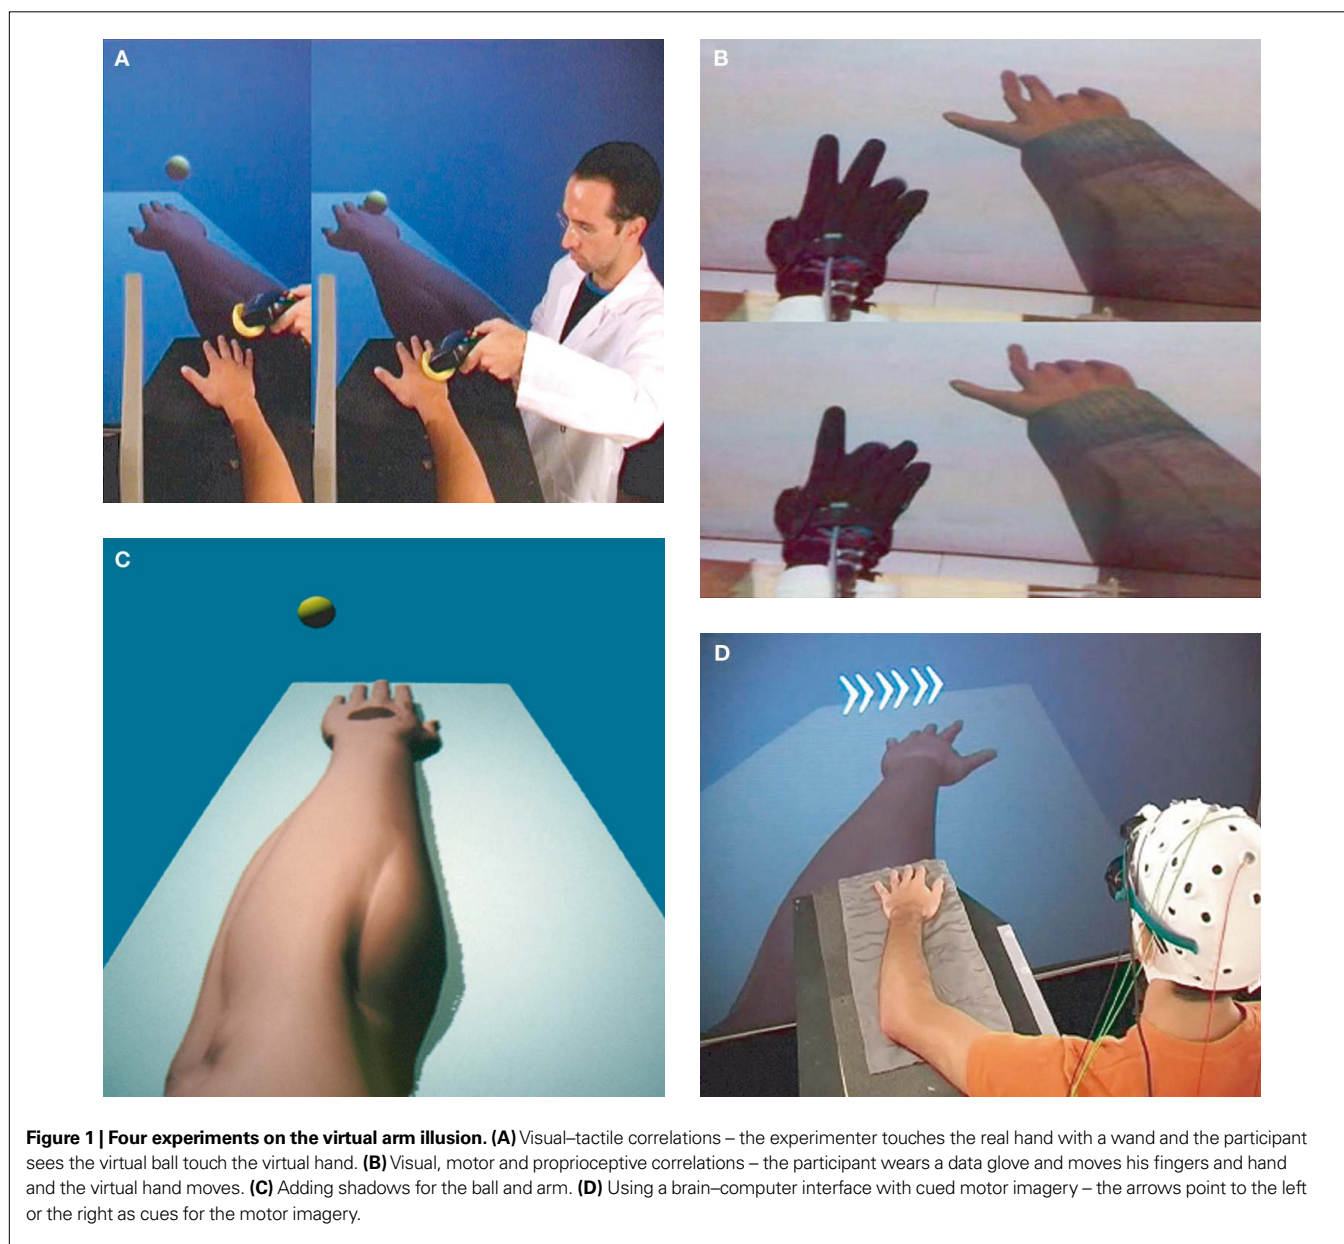 A
B
C
D
Figure 1 | Four experiments on the virtual arm illusion. (A) Visual–tactile correlations – the experimenter touches the real hand with a wand and the participant
sees the virtual ball touch the virtual hand. (B) Visual, motor and proprioceptive correlations – the participant wears a data glove and moves his fingers and hand
and the virtual hand moves. (C) Adding shadows for the ball and arm. (D) Using a brain–computer interface with cued motor imagery – the arrows point to the left
or the right as cues for the motor imagery.